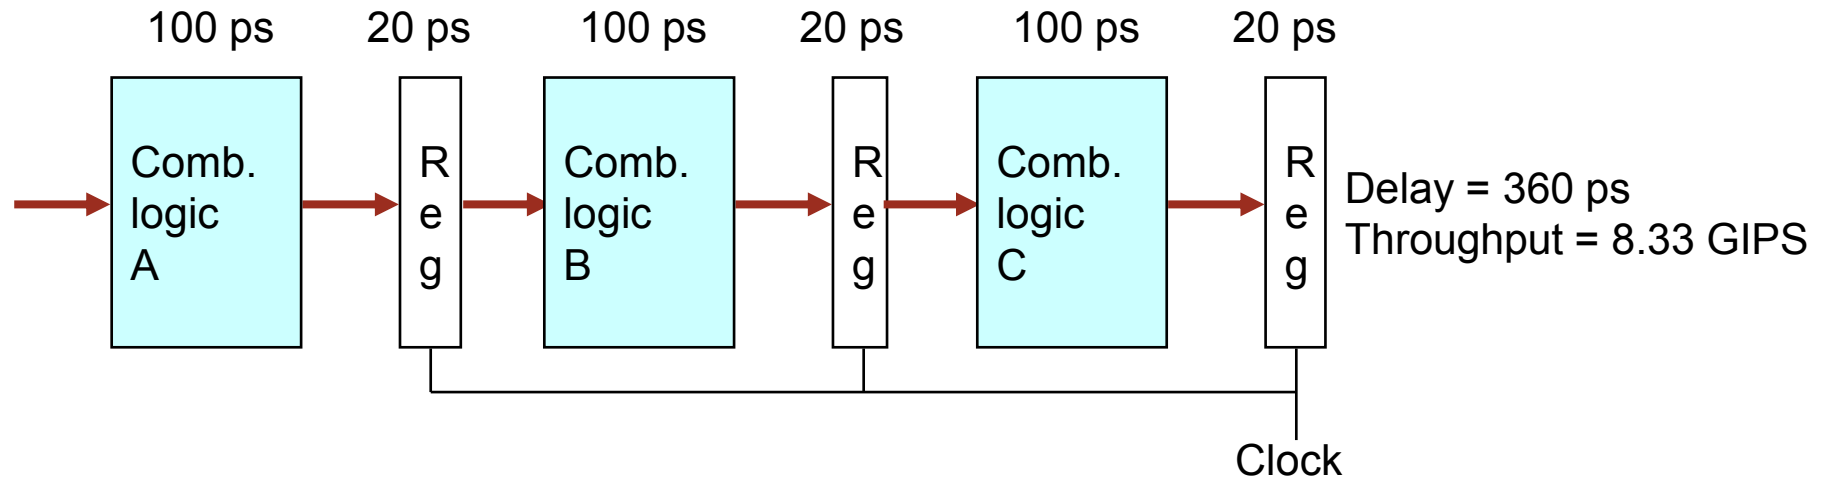 100 ps
20 ps
100 ps
20 ps
100 ps
20 ps
Comb.
logic
A
R
e
g
Comb.
logic
B
R
e
g
Comb.
logic
C
R
e
g
Delay = 360 ps
Throughput = 8.33 GIPS
Clock